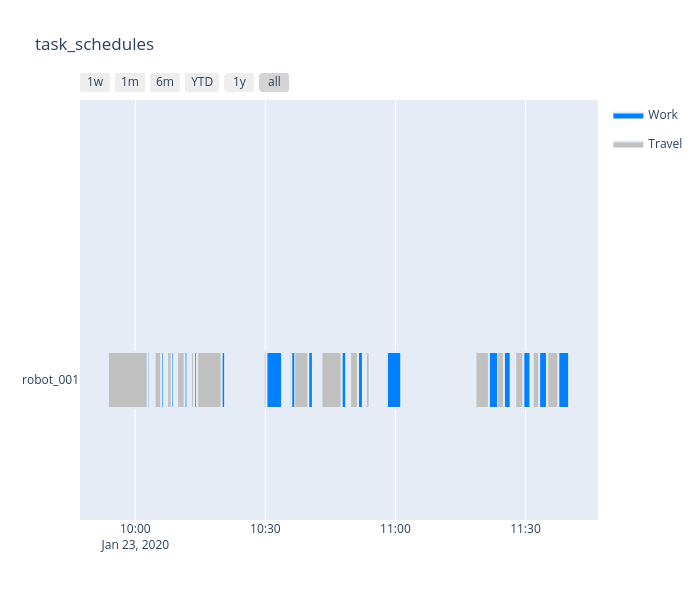 task_schedules
1w 1m 6m YTD 1y all
Work
Travel
robot_001
10:00 10:30 11:00 11:30
Jan 23, 2020